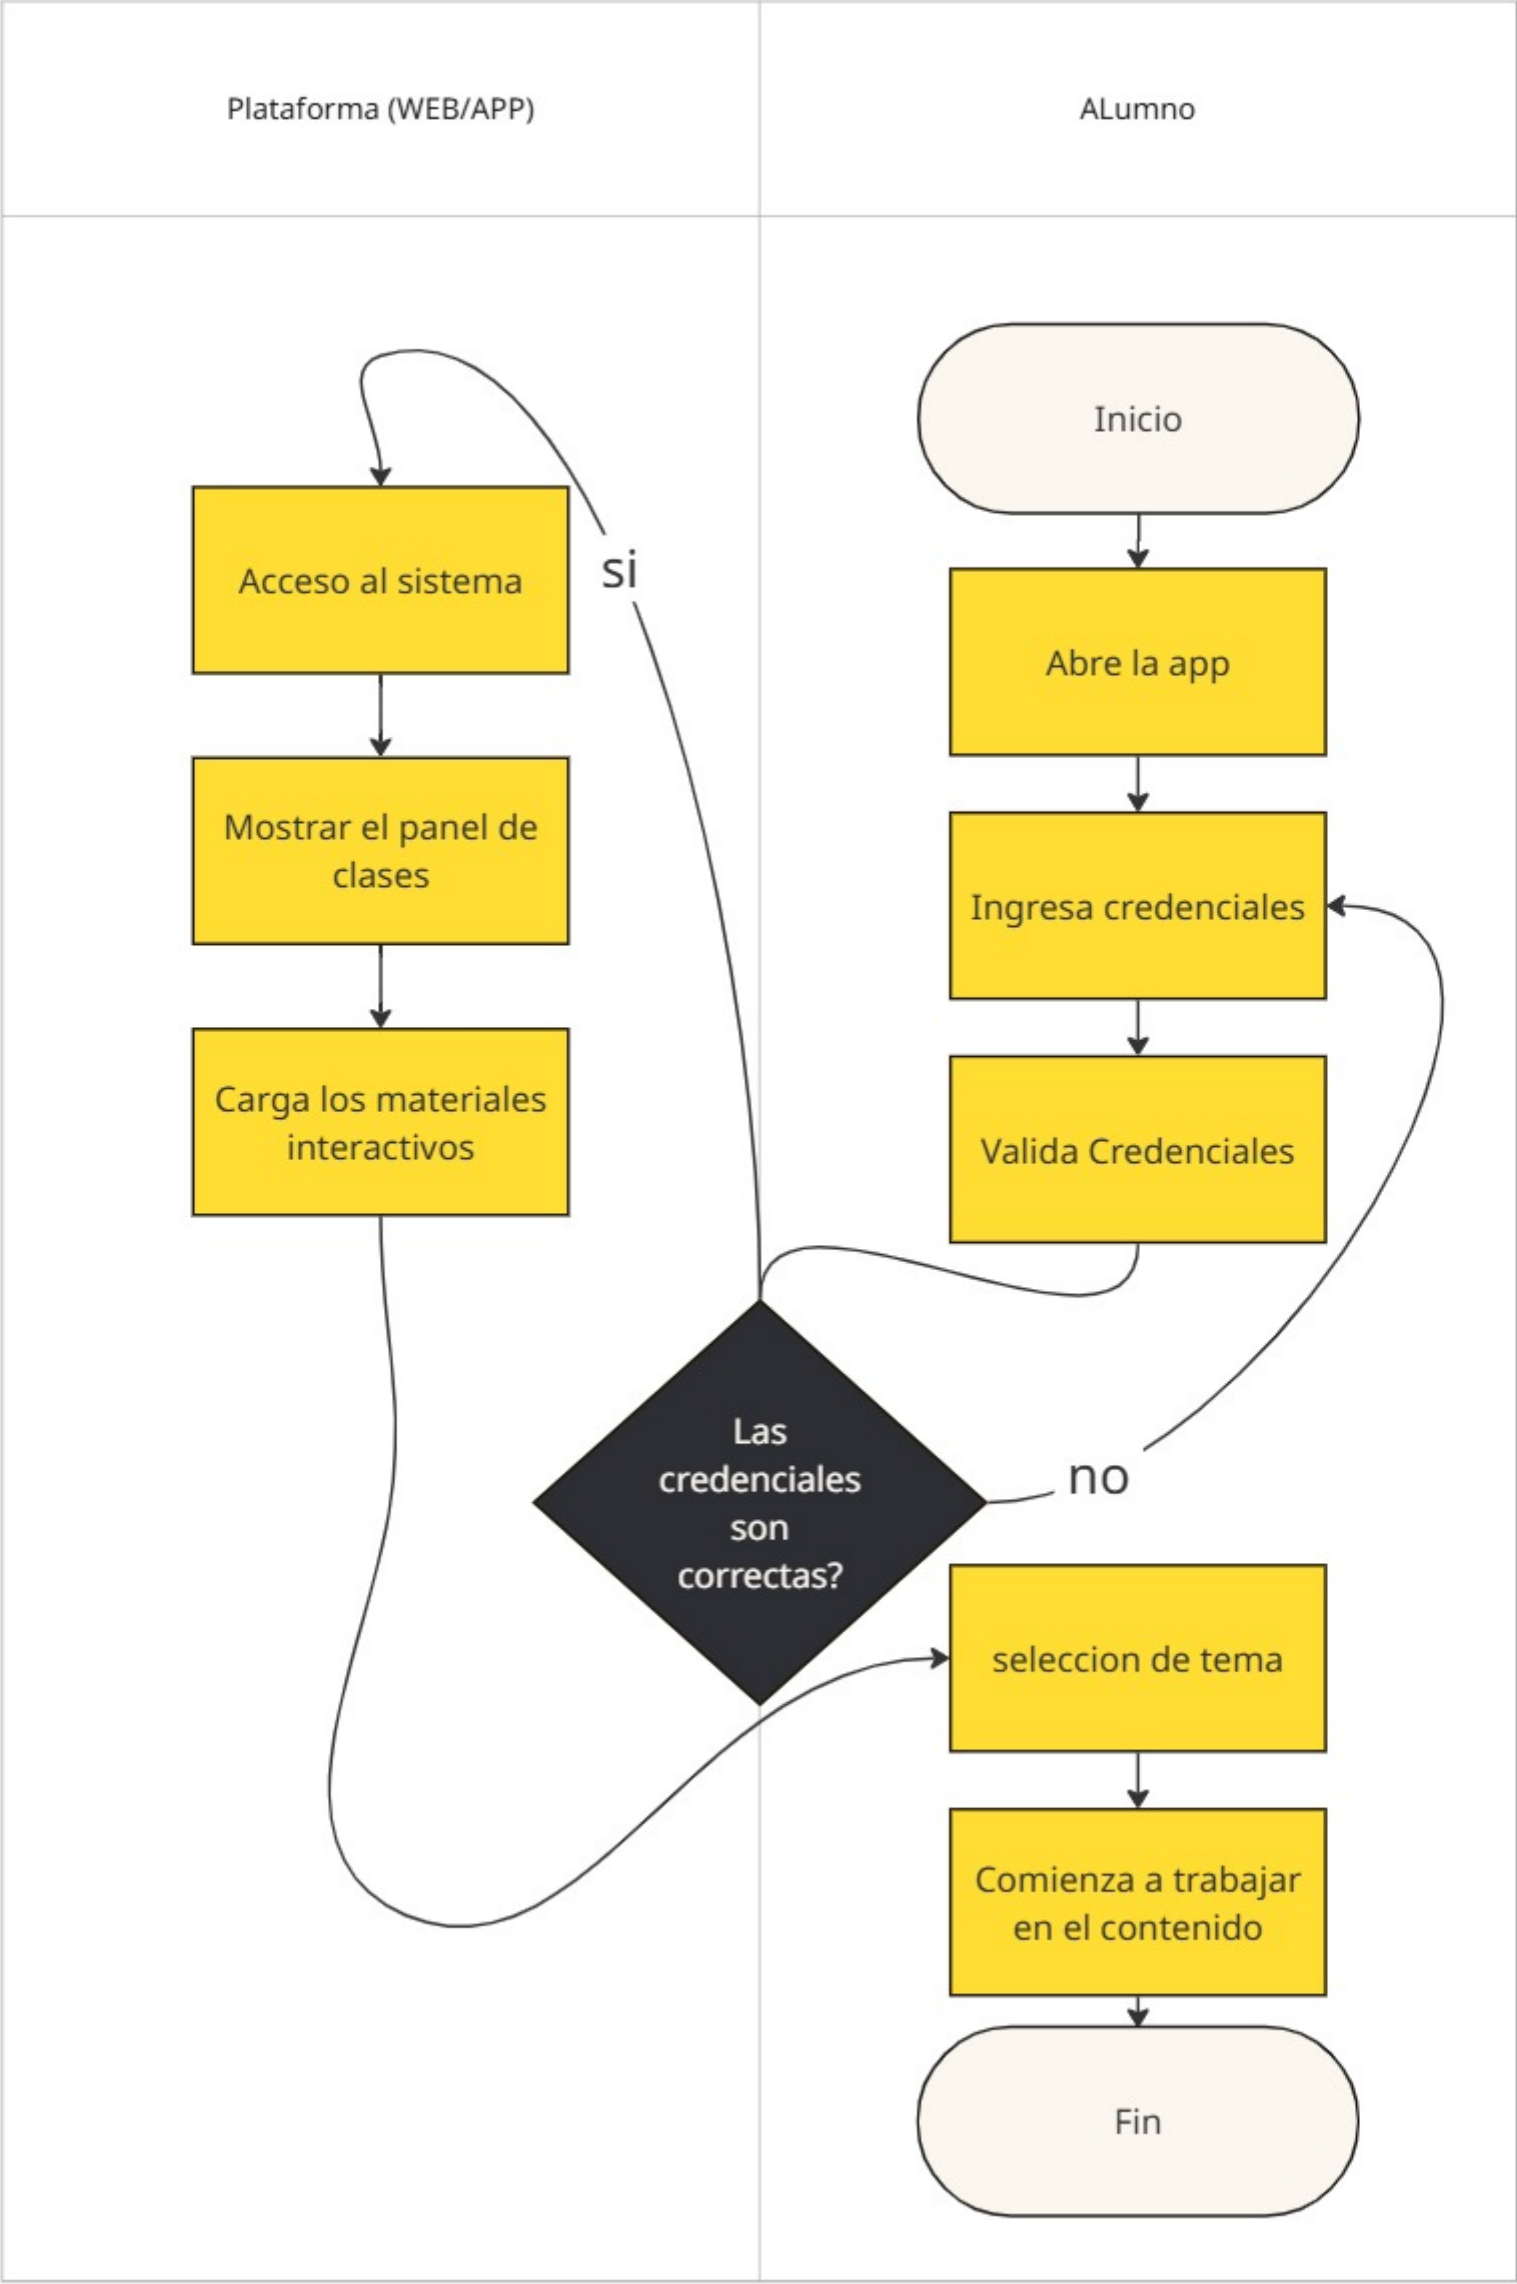 Plataforma (WEB/APP)
ALumno
Inicio
Abre la app
Ingresa credenciales
Valida Credenciales
Las
credenciales
son
correctas?
si
no
Acceso al sistema
Mostrar el panel de
clases
Carga los materiales
interactivos
seleccion de tema
Comienza a trabajar
en el contenido
Fin